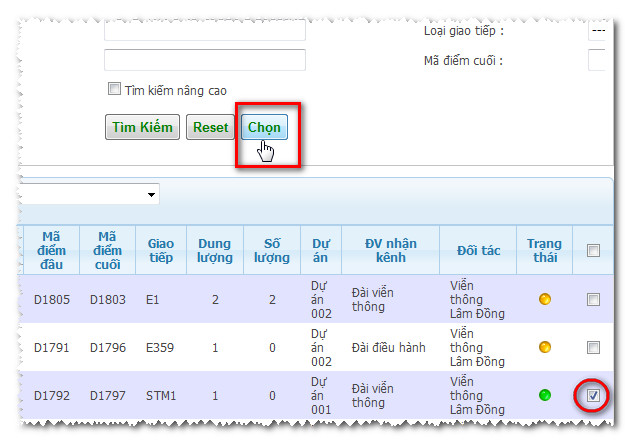 Loại giao tiếp : ---
Mã điểm cuối :
Tìm kiếm nâng cao
Tìm Kiếm Reset Chọn
Mã điểm đầu Mã điểm cuối Giao tiếp Dung lượng Số lượng Dự án ĐV nhận kênh Đối tác Trạng thái
D1805 D1803 E1 2 2 Dự án 002 Đài viễn thông Viễn thông Lâm Đồng
D1791 D1796 E359 1 0 Dự án 002 Đài điều hành Viễn thông Lâm Đồng
D1792 D1797 STM1 1 0 Dự án 001 Đài viễn thông Viễn thông Lâm Đồng